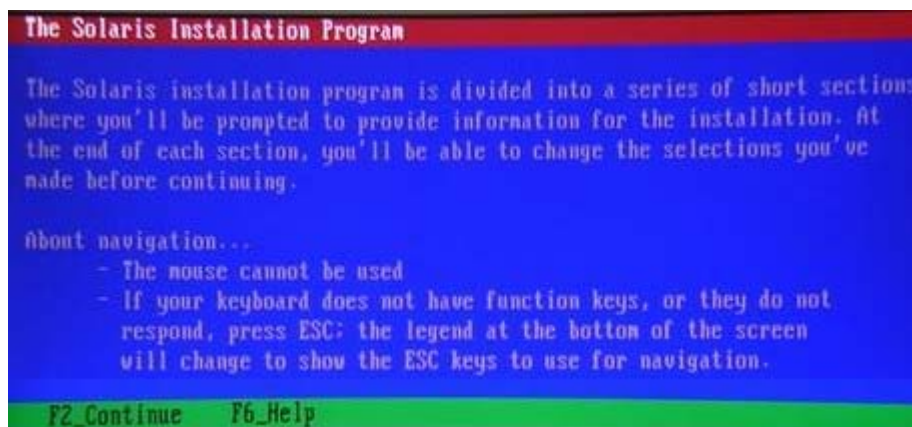 The Solaris Installation Program
The Solaris installation program is divided into a series of short sections
where you'll be prompted to provide information for the installation. At
the end of each section, you'll be able to change the selections you've
made before continuing.
About navigation...
- The mouse cannot be used
- If your keyboard does not have function keys, or they do not
respond, press ESC; the legend at the bottom of the screen
will change to show the ESC keys to use for navigation.
F2_Continue F6_Help